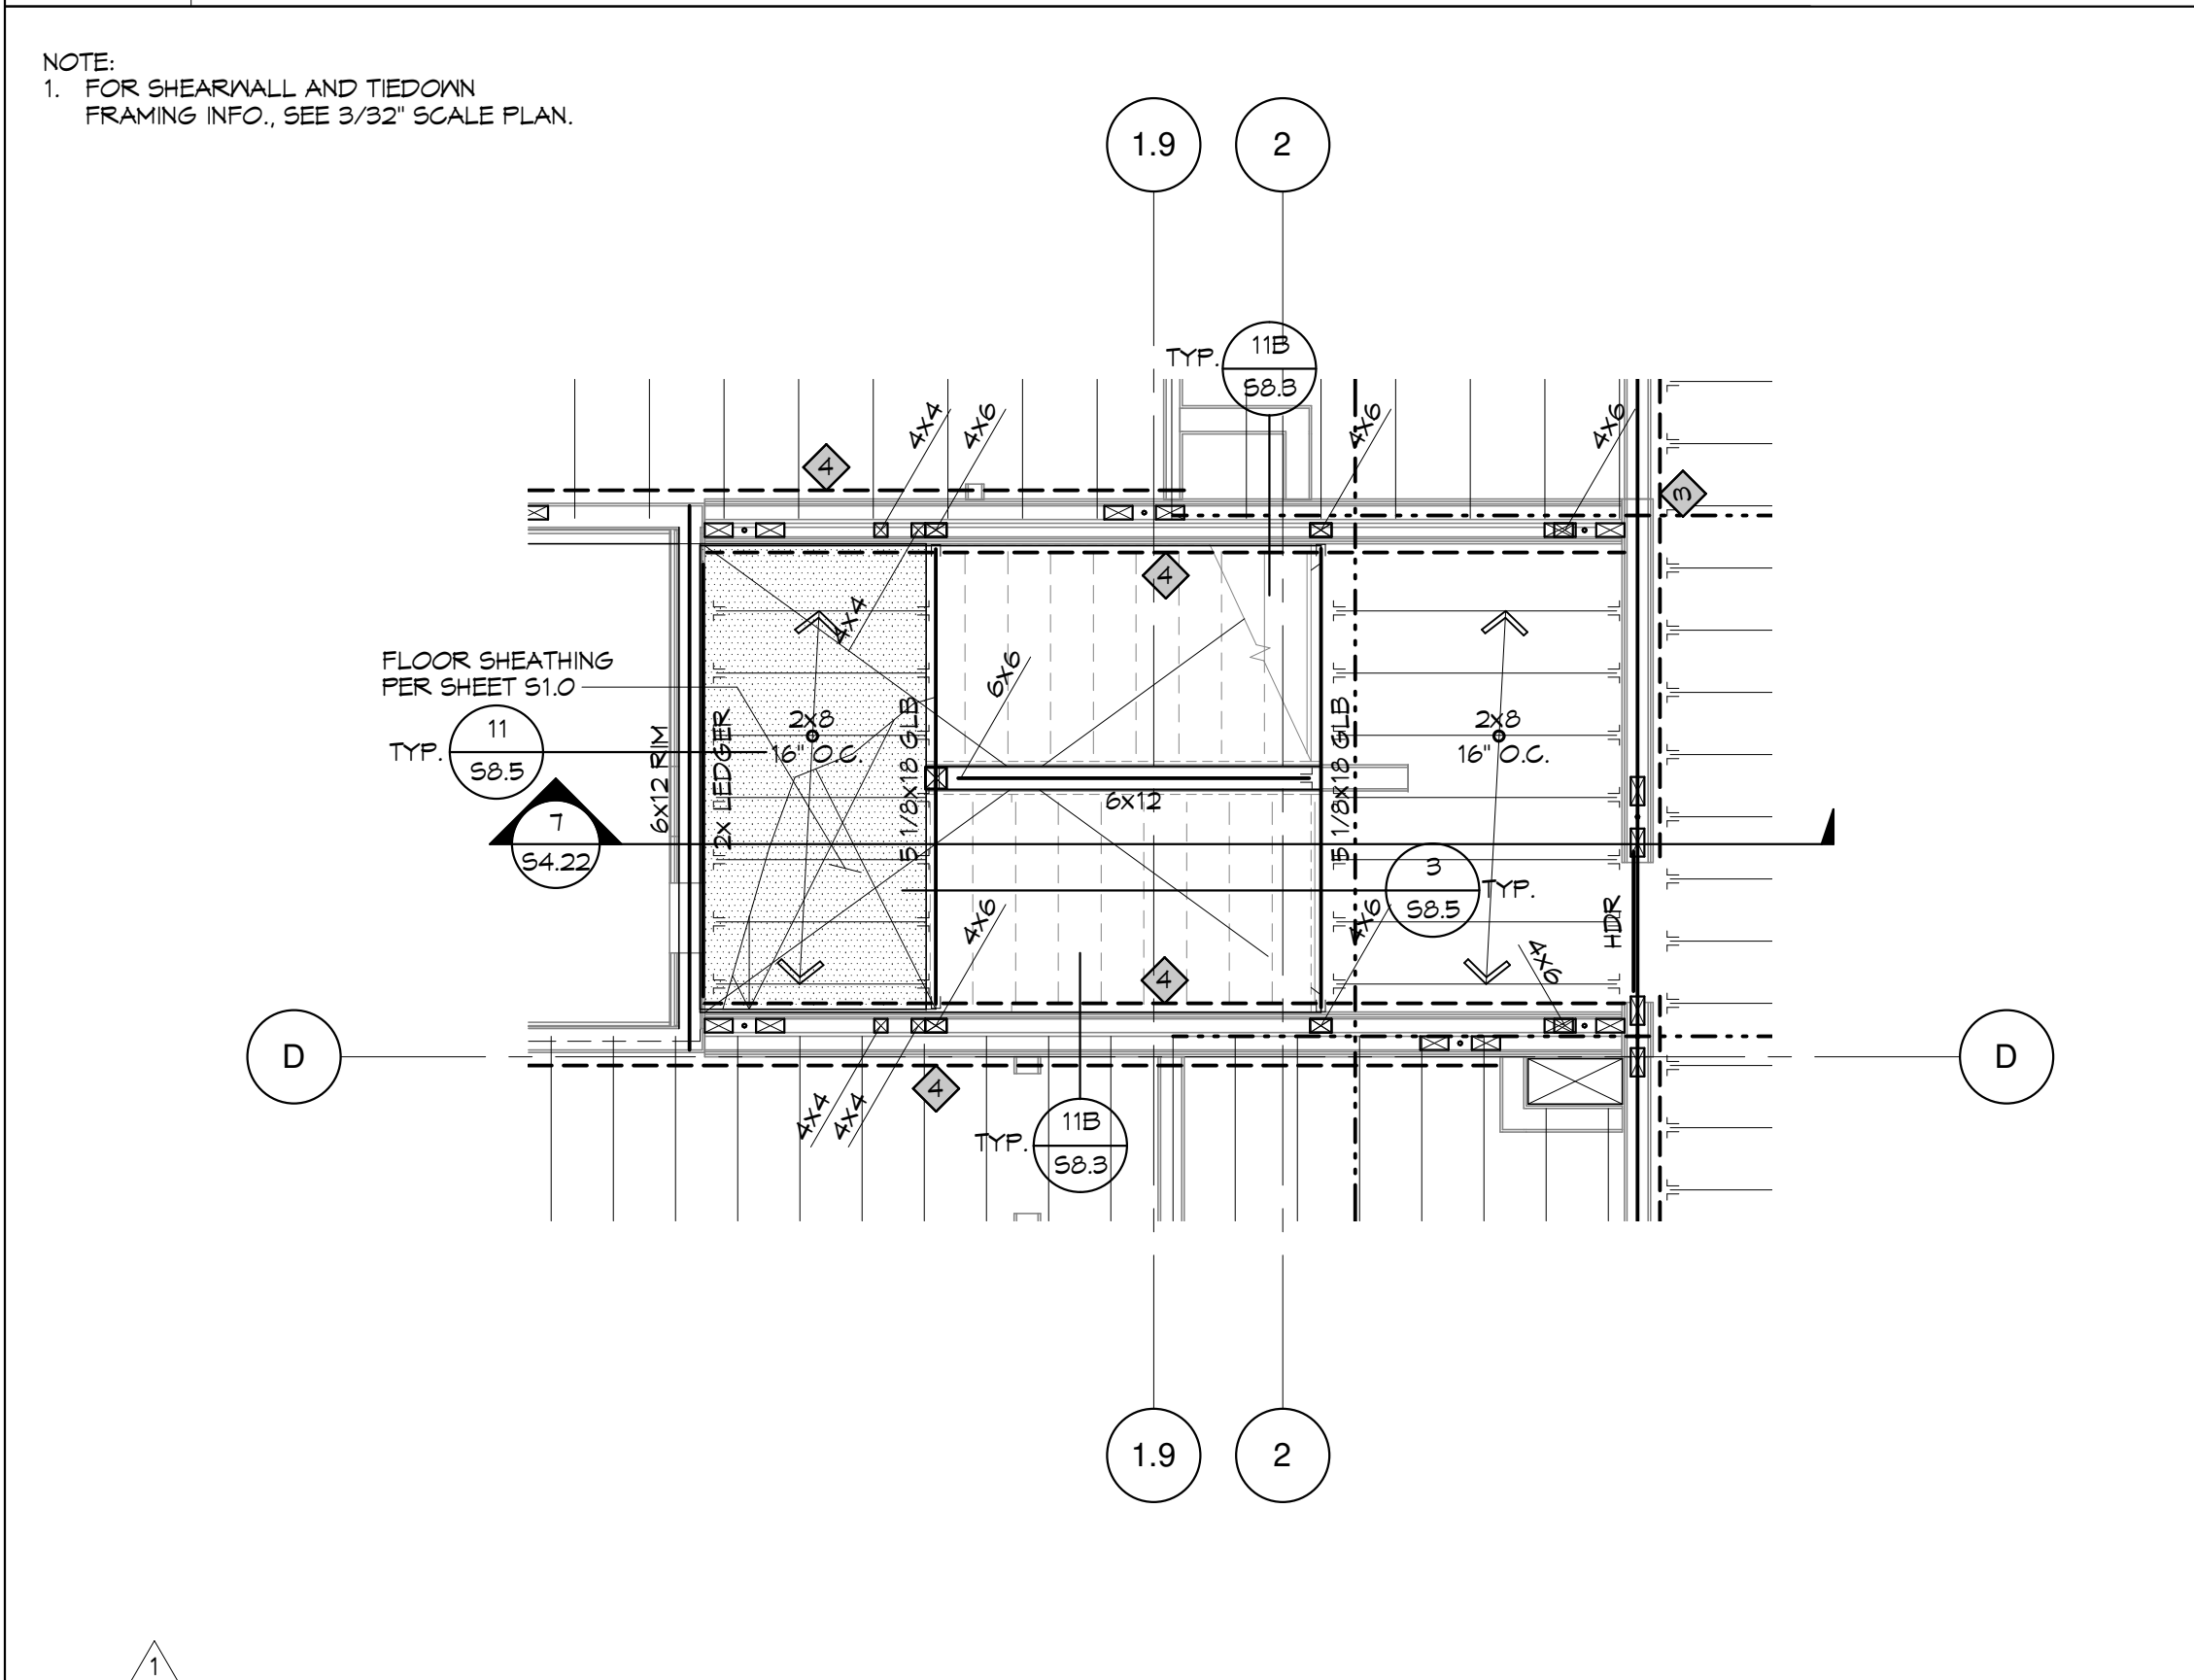 NOTE:
1. FOR SHEARWALL AND TIEDOWN
FRAMING INFO., SEE 3/32" SCALE PLAN.
1.9
2
TYP.
11B
S8.3
4x4
4x6
4x6
4x6
4
3
4
4x4
FLOOR SHEATHING
PER SHEET S1.0
6x6
11
TYP.
S8.5
6x12 RIM
2x LEDGER
2x8
16" O.C.
5 1/8x18 GLB
6x12
5 1/8x18 GLB
2x8
16" O.C.
7
S4.22
3
TYP.
S8.5
4x6
4x6
HDR
4x6
4
D
D
4
4x4
4x4
TYP.
11B
S8.3
1.9
2
1